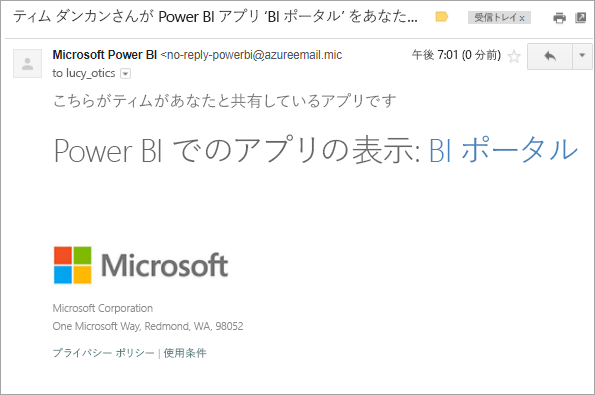 ティム ダンカンさんが Power BI アプリ ‘BI ポータル’ をあなた...
受信トレイ x
Microsoft Power BI <no-reply-powerbi@azureemail.mic
午後 7:01 (0 分前)
to lucy_otics
こちらがティムがあなたと共有しているアプリです
Power BI でのアプリの表示: BI ポータル
Microsoft
Microsoft Corporation
One Microsoft Way, Redmond, WA, 98052
プライバシー ポリシー | 使用条件